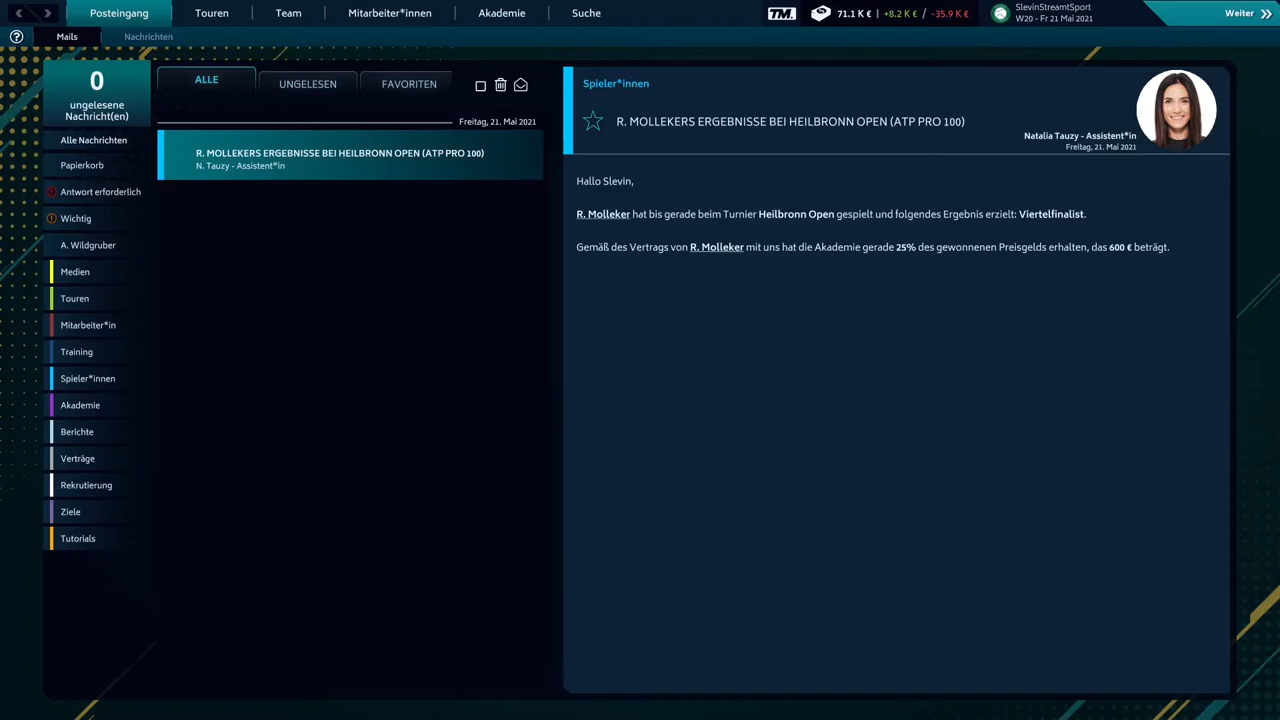 Posteingang
Touren
Team
Mitarbeiter*innen
Akademie
Suche
TM.
71.1 K € | +8.2 K € / -35.9 K €
SlevinStreamSport
W20 - Fr 21 Mai 2021
Weiter
?
Mails
Nachrichten
0
ungelesene
Nachricht(en)
Alle Nachrichten
Papierkorb
Antwort erforderlich
Wichtig
A. Wildgruber
Medien
Touren
Mitarbeiter*in
Training
Spieler*innen
Akademie
Berichte
Verträge
Rekrutierung
Ziele
Tutorials
ALLE
UNGELESEN
FAVORITEN
Freitag, 21. Mai 2021
R. MOLLEKERS ERGEBNISSE BEI HEILBRONN OPEN (ATP PRO 100)
N. Tauzy - Assistent*in
Spieler*innen
R. MOLLEKERS ERGEBNISSE BEI HEILBRONN OPEN (ATP PRO 100)
Natalia Tauzy - Assistent*in
Freitag, 21. Mai 2021
Hallo Slevin,
R. Molleker hat bis gerade beim Turnier Heilbronn Open gespielt und folgendes Ergebnis erzielt: Viertelfinalist.
Gemäß des Vertrags von R. Molleker mit uns hat die Akademie gerade 25% des gewonnenen Preisgelds erhalten, das 600 € beträgt.